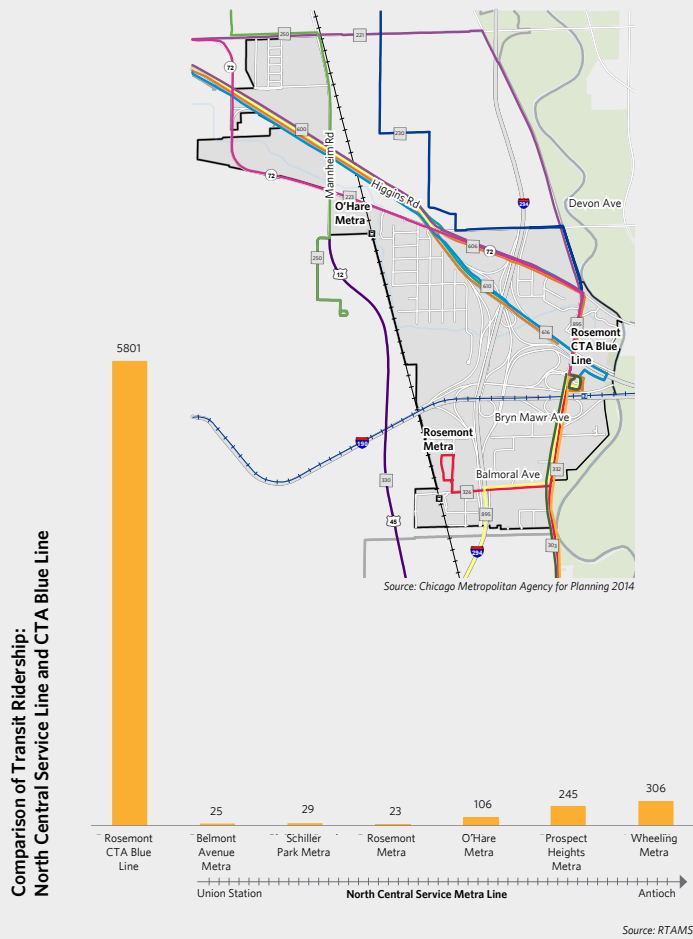 250
221
72
230
600
Mannheim Rd
Higgins Rd
72
223
O'Hare
Metra
294
Devon Ave
606
72
250
12
610
616
895
Rosemont
CTA Blue
Line
5801
Bryn Mawr Ave
190
Rosemont
Metra
Balmoral Ave
332
330
326
895
45
303
294
Source: Chicago Metropolitan Agency for Planning 2014
Comparison of Transit Ridership:
North Central Service Line and CTA Blue Line
25
29
23
106
245
306
Rosemont
CTA Blue
Line
Belmont
Avenue
Metra
Schiller
Park Metra
Rosemont
Metra
O'Hare
Metra
Prospect
Heights
Metra
Wheeling
Metra
Union Station
North Central Service Metra Line
Antioch
Source: RTAMS